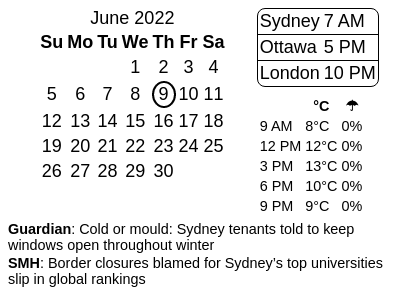 June 2022
Su Mo Tu We Th Fr Sa
1 2 3 4
5 6 7 8 9 10 11
12 13 14 15 16 17 18
19 20 21 22 23 24 25
26 27 28 29 30
Sydney 7 AM
Ottawa 5 PM
London 10 PM
°C ☂
9 AM 8°C 0%
12 PM 12°C 0%
3 PM 13°C 0%
6 PM 10°C 0%
9 PM 9°C 0%
Guardian: Cold or mould: Sydney tenants told to keep
windows open throughout winter
SMH: Border closures blamed for Sydney’s top universities
slip in global rankings